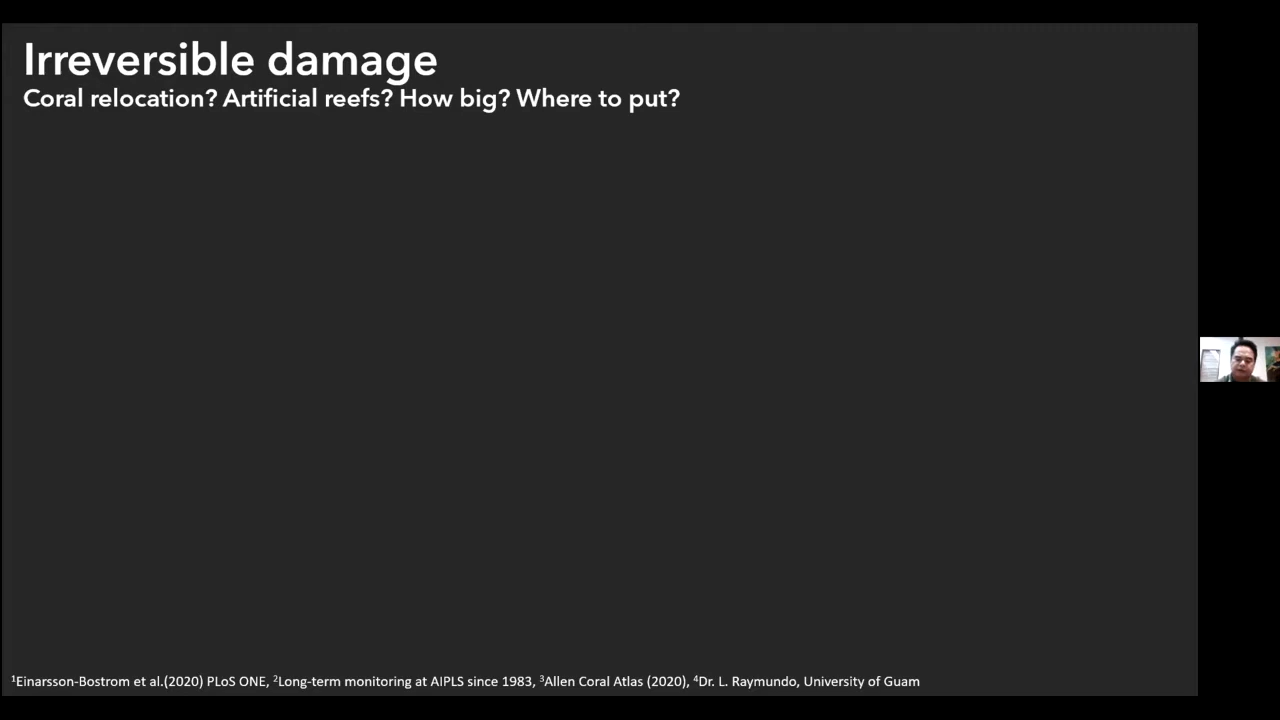 Irreversible damage
Coral relocation? Artificial reefs? How big? Where to put?
¹Einarsson-Bostrom et al.(2020) PLoS ONE, ²Long-term monitoring at AIPLS since 1983, ³Allen Coral Atlas (2020), ⁴Dr. L. Raymundo, University of Guam